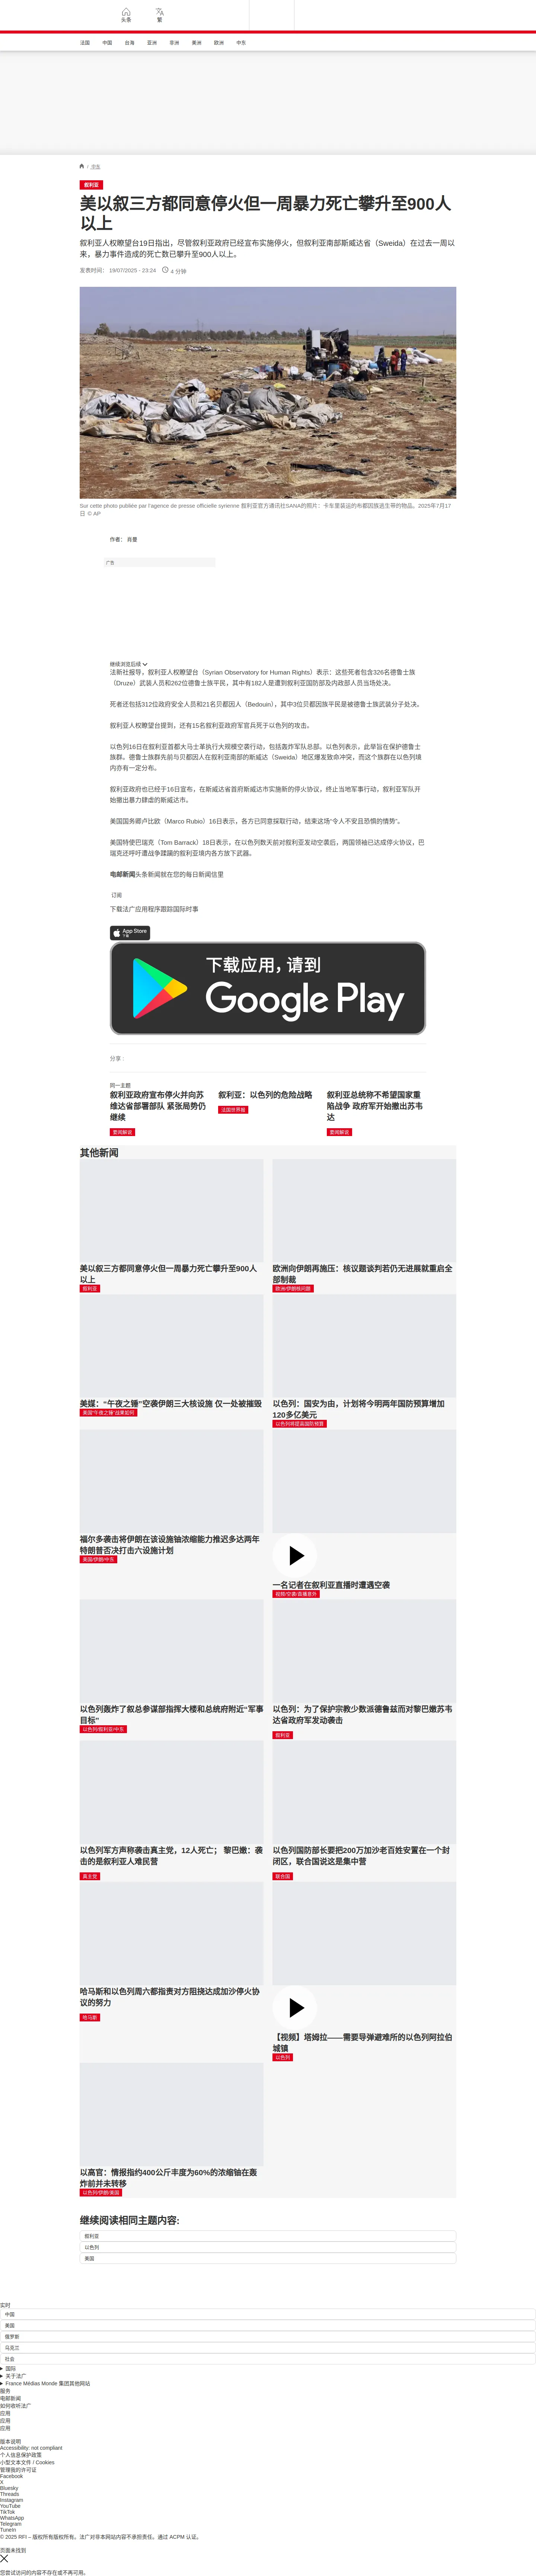 头条
繁
法国
中国
台海
亚洲
非洲
美洲
欧洲
中东
/ 中东
叙利亚
美以叙三方都同意停火但一周暴力死亡攀升至900人
以上
叙利亚人权瞭望台19日指出，尽管叙利亚政府已经宣布实施停火，但叙利亚南部斯威达省（Sweida）在过去一周以
来，暴力事件造成的死亡数已攀升至900人以上。
发表时间： 19/07/2025 - 23:24 4 分钟
Sur cette photo publiée par l'agence de presse officielle syrienne 叙利亚官方通讯社SANA的照片：卡车里装运的布都因族逃生带的物品。2025年7月17
日 © AP
作者： 肖曼
广告
继续浏览后续
法新社报导，叙利亚人权瞭望台（Syrian Observatory for Human Rights）表示：这些死者包含326名德鲁士族
（Druze）武装人员和262位德鲁士族平民，其中有182人是遭到叙利亚国防部及内政部人员当场处决。
死者还包括312位政府安全人员和21名贝都因人（Bedouin），其中3位贝都因族平民是被德鲁士族武装分子处决。
叙利亚人权瞭望台提到，还有15名叙利亚政府军官兵死于以色列的攻击。
以色列16日在叙利亚首都大马士革执行大规模空袭行动，包括轰炸军队总部。以色列表示，此举旨在保护德鲁士
族群。德鲁士族群先前与贝都因人在叙利亚南部的斯威达（Sweida）地区爆发致命冲突，而这个族群在以色列境
内亦有一定分布。
叙利亚政府也已经于16日宣布，在斯威达省首府斯威达市实施新的停火协议，终止当地军事行动，叙利亚军队开
始撤出暴力肆虐的斯威达市。
美国国务卿卢比欧（Marco Rubio）16日表示，各方已同意采取行动，结束这场“令人不安且恐惧的情势”。
美国特使巴瑞克（Tom Barrack）18日表示，在以色列数天前对叙利亚发动空袭后，两国领袖已达成停火协议，巴
瑞克还呼吁遭战争蹂躏的叙利亚境内各方放下武器。
电邮新闻头条新闻就在您的每日新闻信里
订阅
下载法广应用程序跟踪国际时事
App Store
下载
下载应用，请到
Google Play
分享 :
同一主题
叙利亚政府宣布停火并向苏
维达省部署部队 紧张局势仍
继续
要闻解说
叙利亚：以色列的危险战略
法国世界报
叙利亚总统称不希望国家重
陷战争 政府军开始撤出苏韦
达
要闻解说
其他新闻
美以叙三方都同意停火但一周暴力死亡攀升至900人
以上
叙利亚
欧洲向伊朗再施压：核议题谈判若仍无进展就重启全
部制裁
欧洲/伊朗核问题
美媒：“午夜之锤”空袭伊朗三大核设施 仅一处被摧毁
美国“午夜之锤”战果如何
以色列：国安为由，计划将今明两年国防预算增加
120多亿美元
以色列将提高国防预算
福尔多袭击将伊朗在该设施铀浓缩能力推迟多达两年
特朗普否决打击六设施计划
美国/伊朗/中东
一名记者在叙利亚直播时遭遇空袭
视频/空袭/直播意外
以色列轰炸了叙总参谋部指挥大楼和总统府附近“军事
目标”
以色列/叙利亚/中东
以色列：为了保护宗教少数派德鲁兹而对黎巴嫩苏韦
达省政府军发动袭击
叙利亚
以色列军方声称袭击真主党，12人死亡； 黎巴嫩：袭
击的是叙利亚人难民营
真主党
以色列国防部长要把200万加沙老百姓安置在一个封
闭区，联合国说这是集中营
联合国
哈马斯和以色列周六都指责对方阻挠达成加沙停火协
议的努力
哈马斯
【视频】塔姆拉——需要导弹避难所的以色列阿拉伯
城镇
以色列
以高官：情报指约400公斤丰度为60%的浓缩铀在轰
炸前并未转移
以色列/伊朗/美国
继续阅读相同主题内容:
叙利亚
以色列
美国
实时
中国
美国
俄罗斯
乌克兰
社会
国际
关于法广
France Médias Monde 集团其他网站
服务
电邮新闻
如何收听法广
应用
应用
应用
版本说明
Accessibility: not compliant
个人信息保护政策
小型文本文件 / Cookies
管理我的许可证
Facebook
X
Bluesky
Threads
Instagram
YouTube
TikTok
WhatsApp
Telegram
TuneIn
© 2025 RFI – 版权所有版权所有。法广对非本网站内容不承担责任。通过 ACPM 认证。
页面未找到
您尝试访问的内容不存在或不再可用。